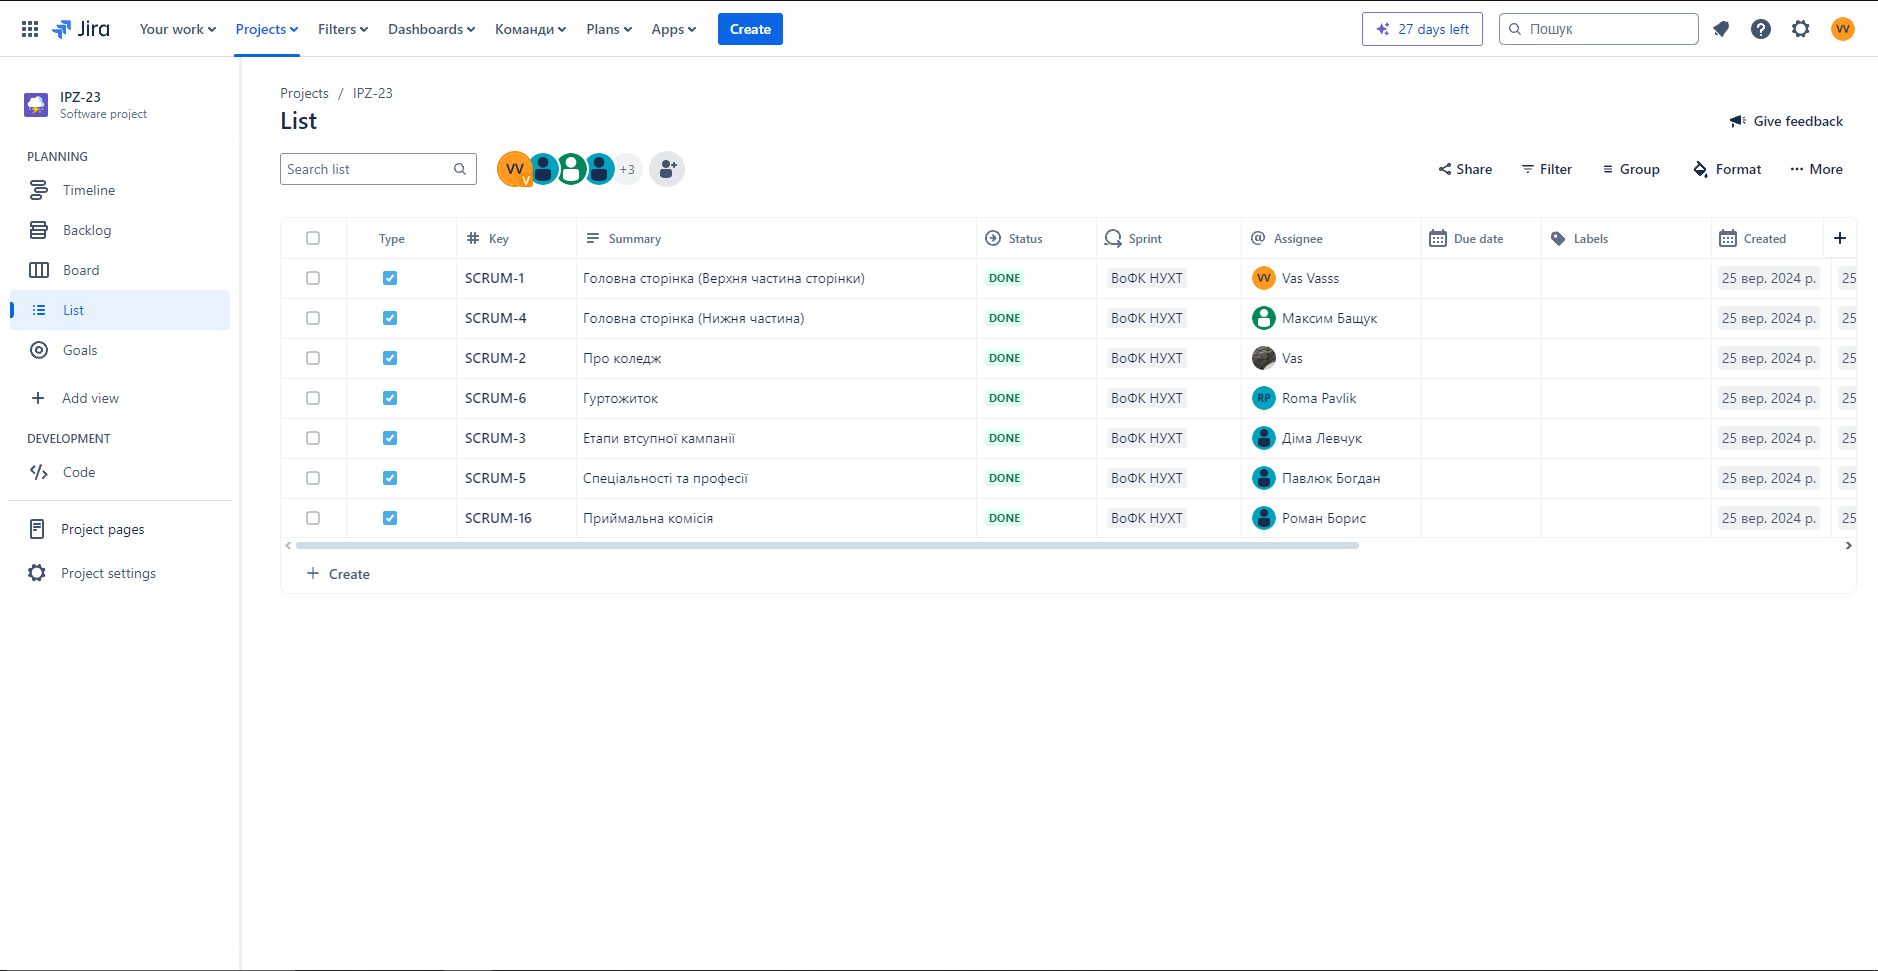 Jira Your work Projects Filters Dashboards Команди Plans Apps Create 27 days left Пошук VV
IPZ-23
Software project
PLANNING
Timeline
Backlog
Board
List
Goals
Add view
DEVELOPMENT
Code
Project pages
Project settings
Projects / IPZ-23
List
Give feedback
Search list VV V +3 Share Filter Group Format More
Type Key Summary Status Sprint Assignee Due date Labels Created
SCRUM-1 Головна сторінка (Верхня частина сторінки) DONE ВоФК НУХТ VV Vas Vasss 25 вер. 2024 р. 25
SCRUM-4 Головна сторінка (Нижня частина) DONE ВоФК НУХТ Максим Бащук 25 вер. 2024 р. 25
SCRUM-2 Про коледж DONE ВоФК НУХТ Vas 25 вер. 2024 р. 25
SCRUM-6 Гуртожиток DONE ВоФК НУХТ RP Roma Pavlik 25 вер. 2024 р. 25
SCRUM-3 Етапи втсупної кампанії DONE ВоФК НУХТ Діма Левчук 25 вер. 2024 р. 25
SCRUM-5 Спеціальності та професії DONE ВоФК НУХТ Павлюк Богдан 25 вер. 2024 р. 25
SCRUM-16 Приймальна комісія DONE ВоФК НУХТ Роман Борис 25 вер. 2024 р. 25
Create